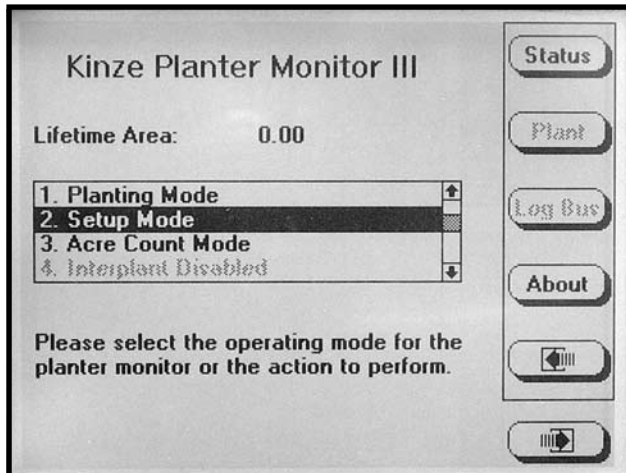 Kinze Planter Monitor III
Lifetime Area: 0.00
1. Planting Mode
2. Setup Mode
3. Acre Count Mode
4. Interplant Disabled
Please select the operating mode for the
planter monitor or the action to perform.
Status
Plant
Log Bus
About